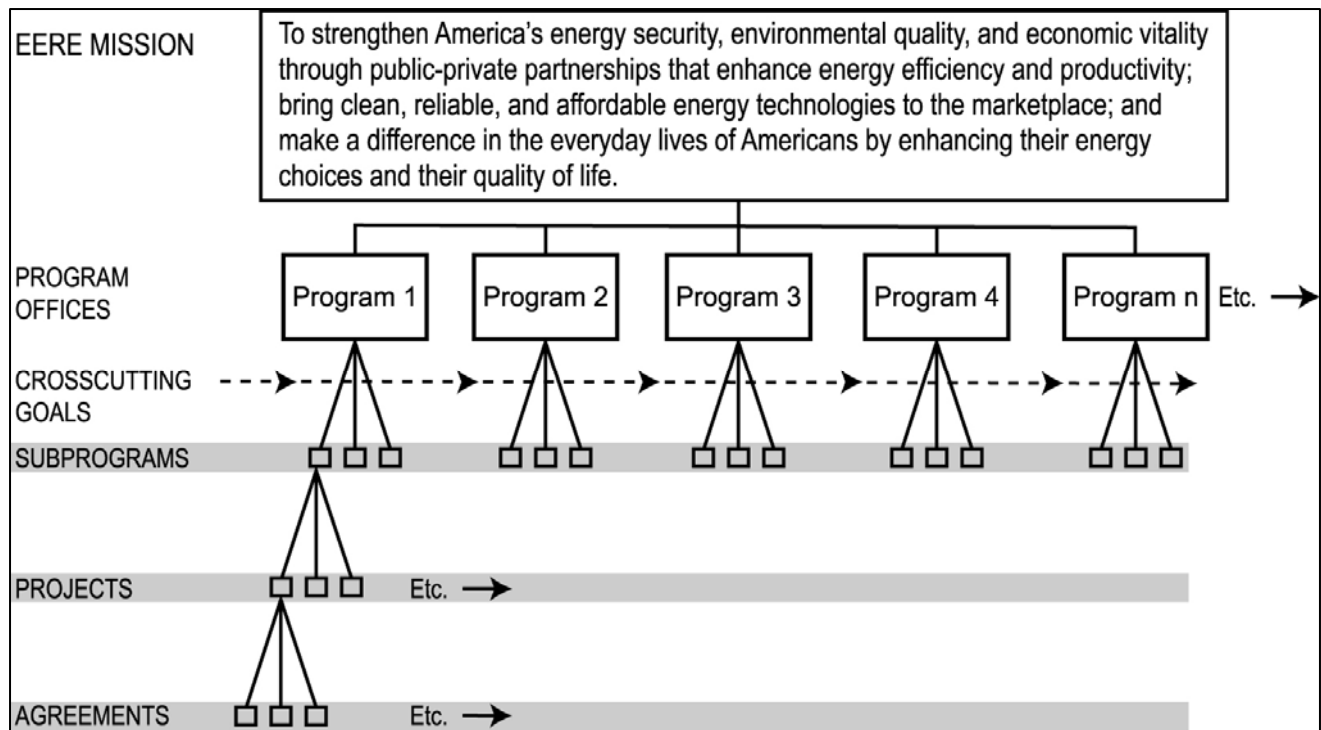 EERE MISSION
To strengthen America's energy security, environmental quality, and economic vitality
through public-private partnerships that enhance energy efficiency and productivity;
bring clean, reliable, and affordable energy technologies to the marketplace; and
make a difference in the everyday lives of Americans by enhancing their energy
choices and their quality of life.
PROGRAM
OFFICES
Program 1
Program 2
Program 3
Program 4
Program n
Etc.
CROSSCUTTING
GOALS
SUBPROGRAMS
PROJECTS
Etc.
AGREEMENTS
Etc.